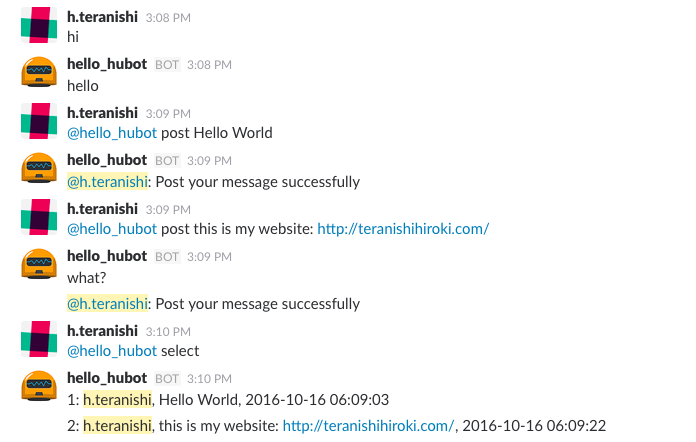 h.teranishi 3:08 PM
hi
hello_hubot BOT 3:08 PM
hello
h.teranishi 3:09 PM
@hello_hubot post Hello World
hello_hubot BOT 3:09 PM
@h.teranishi: Post your message successfully
h.teranishi 3:09 PM
@hello_hubot post this is my website: http://teranishihiroki.com/
hello_hubot BOT 3:09 PM
what?
@h.teranishi: Post your message successfully
h.teranishi 3:10 PM
@hello_hubot select
hello_hubot BOT 3:10 PM
1: h.teranishi, Hello World, 2016-10-16 06:09:03
2: h.teranishi, this is my website: http://teranishihiroki.com/, 2016-10-16 06:09:22